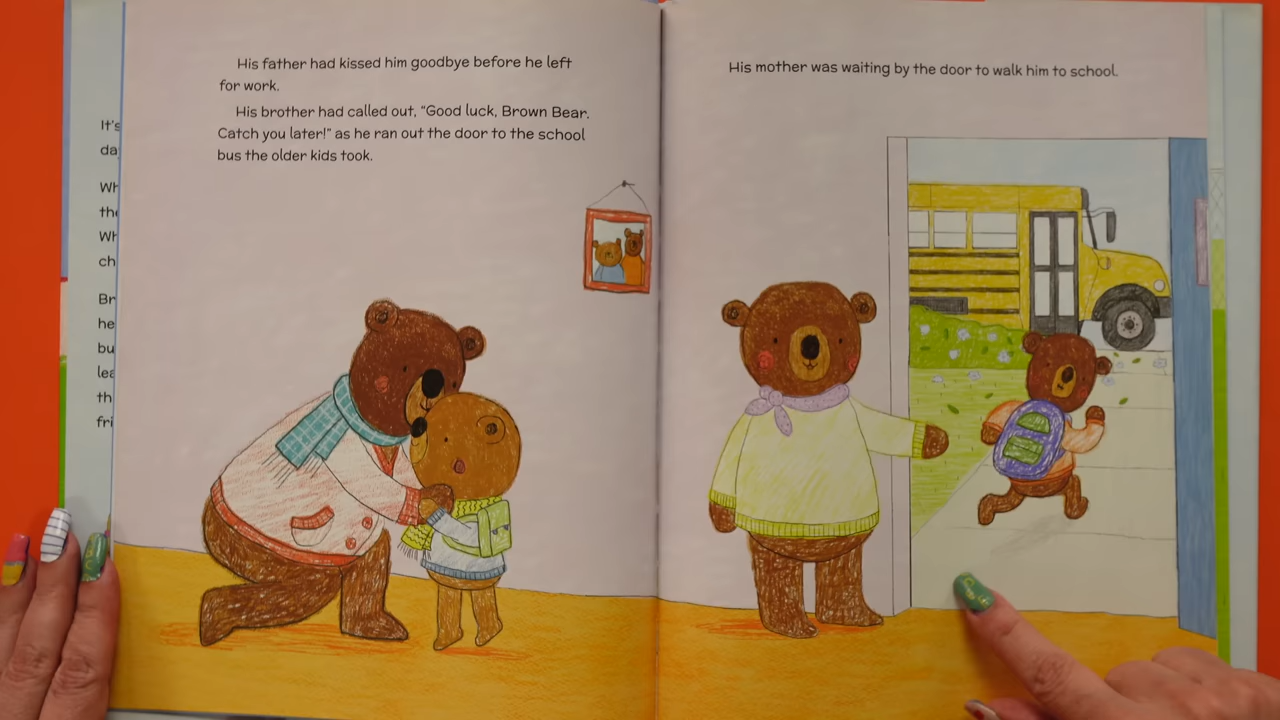 His father had kissed him goodbye before he left
for work.
His brother had called out, “Good luck, Brown Bear.
Catch you later!” as he ran out the door to the school
bus the older kids took.
His mother was waiting by the door to walk him to school.